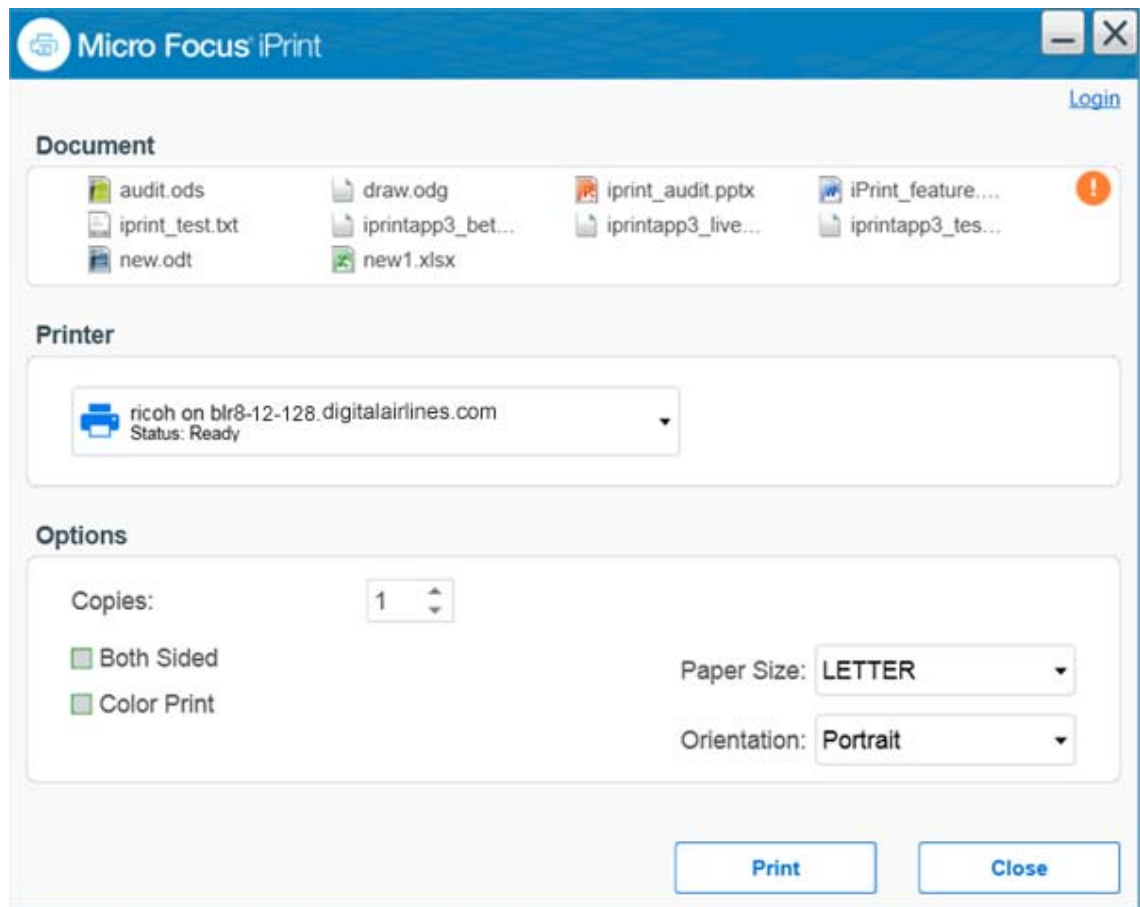 Micro Focus iPrint
Login
Document
audit.ods draw.odg iprint_audit.pptx iPrint_feature....
iprint_test.txt iprintapp3_bet... iprintapp3_live... iprintapp3_tes...
new.odt new1.xlsx
Printer
ricoh on blr8-12-128.digitalairlines.com
Status: Ready
Options
Copies: 1
Both Sided
Paper Size: LETTER
Color Print
Orientation: Portrait
Print Close